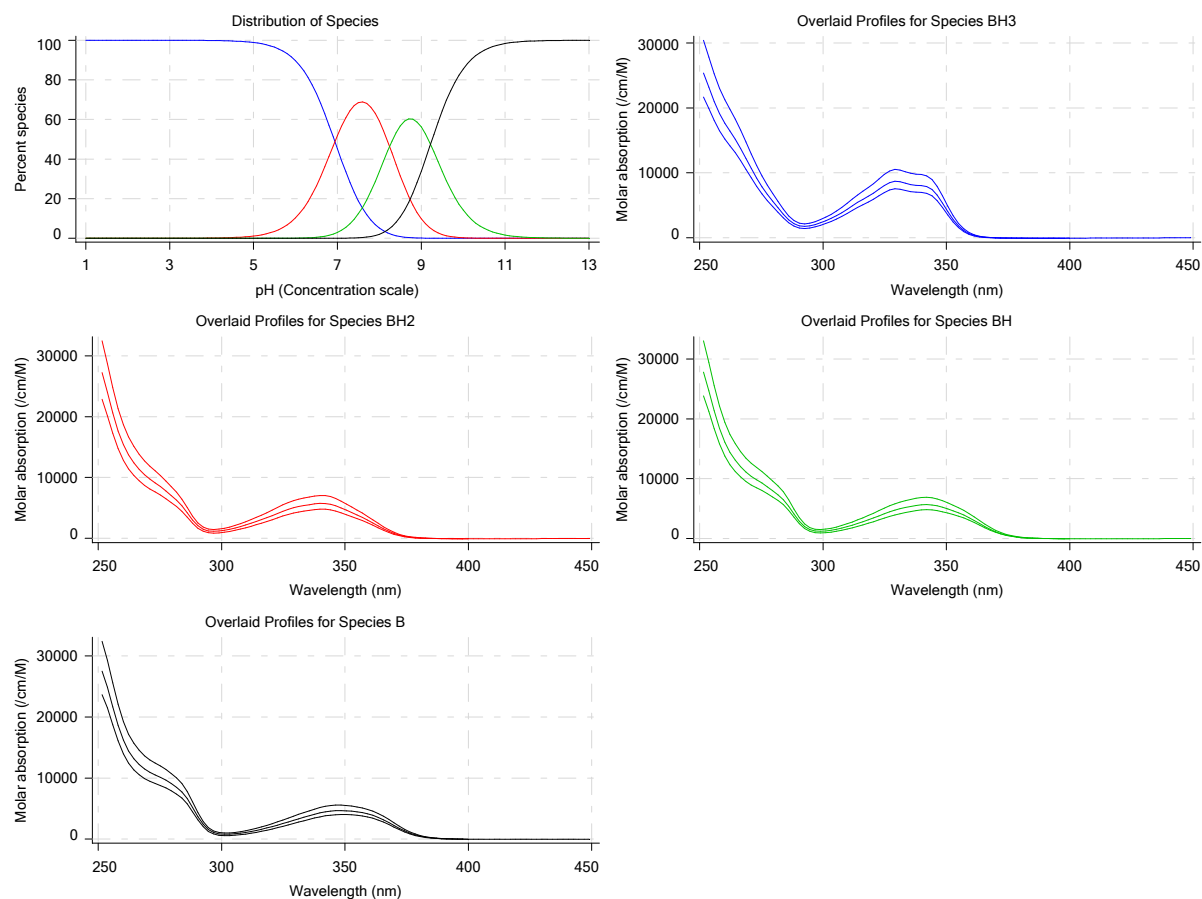 Distribution of Species
100
80
60
40
20
0
Percent species
1 3 5 7 9 11 13
pH (Concentration scale)
Overlaid Profiles for Species BH3
30000
20000
10000
0
Molar absorption (/cm/M)
250 300 350 400 450
Wavelength (nm)
Overlaid Profiles for Species BH2
30000
20000
10000
0
Molar absorption (/cm/M)
250 300 350 400 450
Wavelength (nm)
Overlaid Profiles for Species BH
30000
20000
10000
0
Molar absorption (/cm/M)
250 300 350 400 450
Wavelength (nm)
Overlaid Profiles for Species B
30000
20000
10000
0
Molar absorption (/cm/M)
250 300 350 400 450
Wavelength (nm)